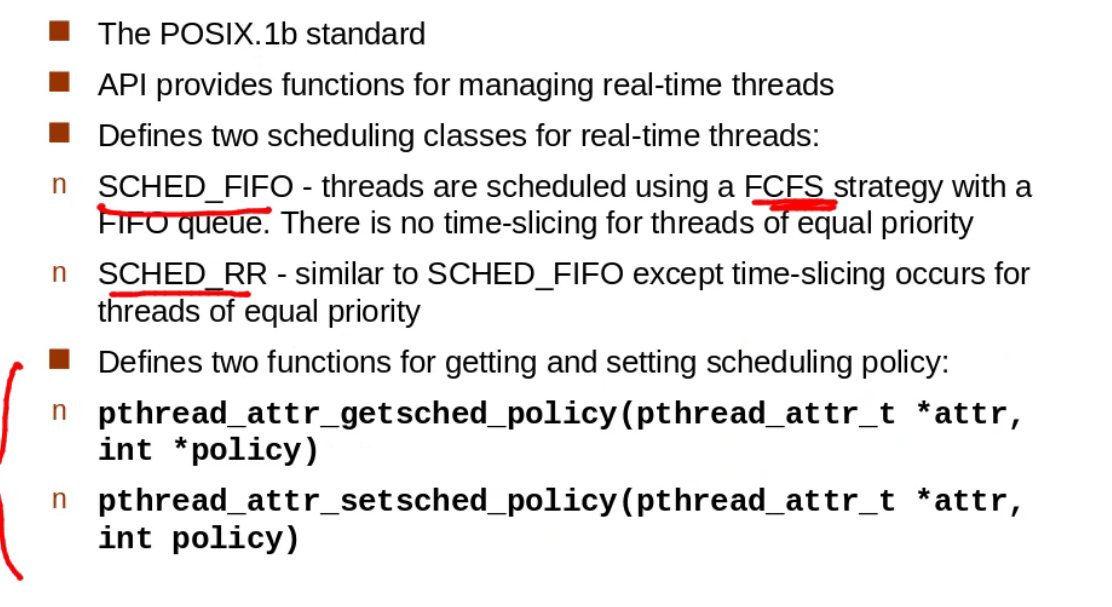 The POSIX.1b standard
API provides functions for managing real-time threads
Defines two scheduling classes for real-time threads:
n SCHED_FIFO - threads are scheduled using a FCFS strategy with a
FIFO queue. There is no time-slicing for threads of equal priority
n SCHED_RR - similar to SCHED_FIFO except time-slicing occurs for
threads of equal priority
Defines two functions for getting and setting scheduling policy:
n pthread_attr_getsched_policy(pthread_attr_t *attr,
int *policy)
n pthread_attr_setsched_policy(pthread_attr_t *attr,
int policy)